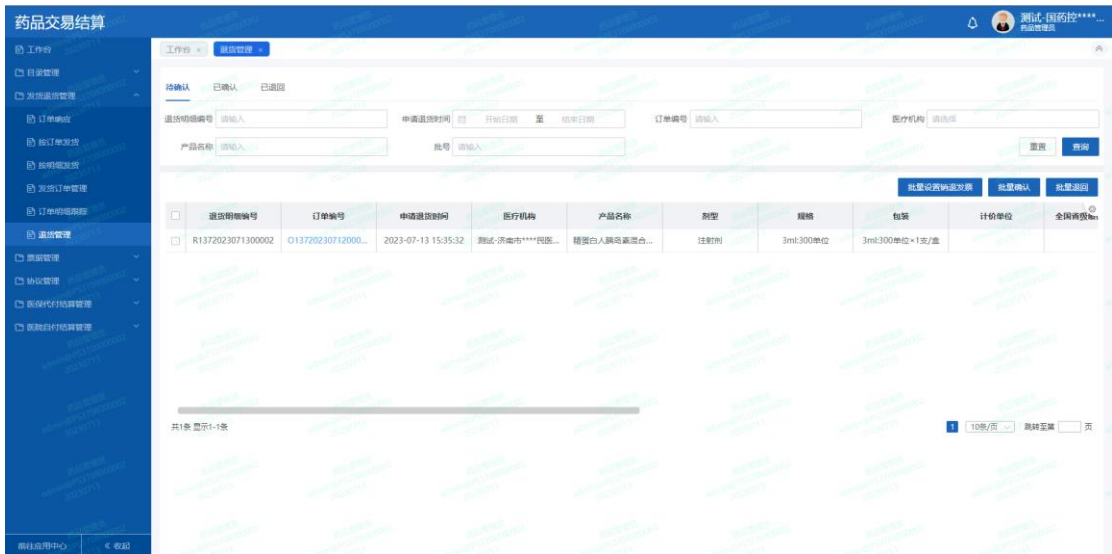 药品交易结算
测试-国药控****...
药品管理员
工作台
目录管理
发货退货管理
订单响应
按订单发货
按明细发货
发货订单管理
订单明细跟踪
退货管理
票据管理
协议管理
医保代付结算管理
医院自付结算管理
前往应用中心 《 收起
工作台 × 退货管理 ×
待确认 已确认 已退回
退货明细编号 请输入 申请退货时间 开始日期 至 结束日期 订单编号 请输入 医疗机构 请选择
产品名称 请输入 批号 请输入 重置 查询
批量设置销退发票 批量确认 批量退回
退货明细编号 订单编号 申请退货时间 医疗机构 产品名称 剂型 规格 包装 计价单位
R1372023071300002 O13720230712000... 2023-07-13 15:35:32 测试-济南市****民医... 精蛋白人胰岛素混合... 注射剂 3ml:300单位 3ml:300单位×1支/盒
共1条 显示1-1条 1 10条/页 跳转至第 页